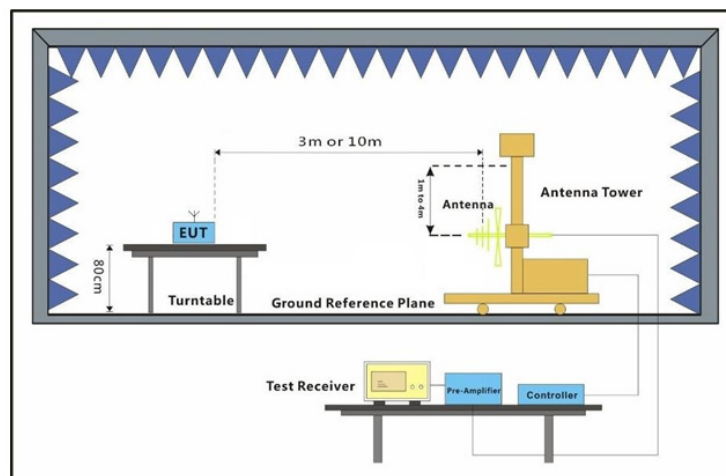 3m or 10m
1m to 4m
Antenna
Antenna Tower
EUT
80cm
Turntable
Ground Reference Plane
Test Receiver
Pre-Amplifier
Controller